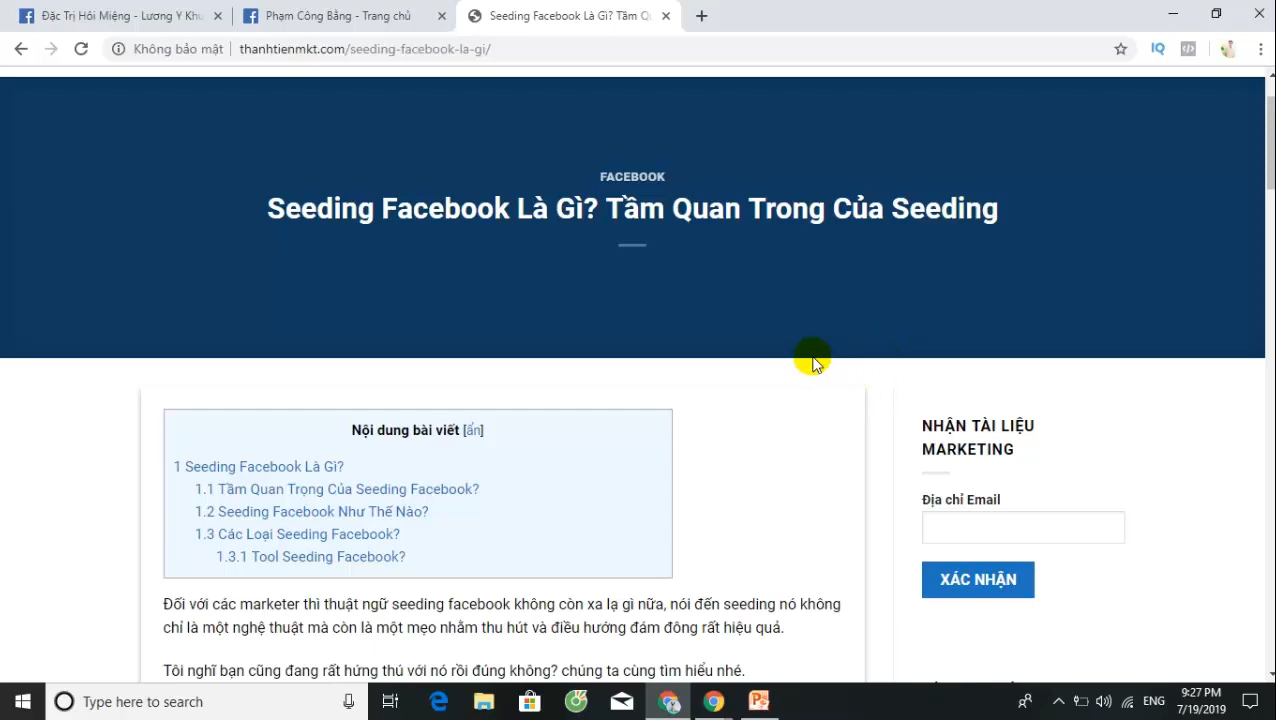 Đặc Trị Hói Miệng - Lương Y Khu
Phạm Công Bằng - Trang chủ
Seeding Facebook Là Gì? Tầm Qu
Không bảo mật
thanhtienmkt.com/seeding-facebook-la-gi/
IQ
FACEBOOK
Seeding Facebook Là Gì? Tầm Quan Trong Của Seeding
Nội dung bài viết [ẩn]
1 Seeding Facebook Là Gì?
1.1 Tầm Quan Trọng Của Seeding Facebook?
1.2 Seeding Facebook Như Thế Nào?
1.3 Các Loại Seeding Facebook?
1.3.1 Tool Seeding Facebook?
Đối với các marketer thì thuật ngữ seeding facebook không còn xa lạ gì nữa, nói đến seeding nó không
chỉ là một nghệ thuật mà còn là một mẹo nhằm thu hút và điều hướng đám đông rất hiệu quả.
Tôi nghĩ bạn cũng đang rất hứng thú với nó rồi đúng không? chúng ta cùng tìm hiểu nhé.
NHẬN TÀI LIỆU
MARKETING
Địa chỉ Email
XÁC NHẬN
Type here to search
ENG
9:27 PM
7/19/2019